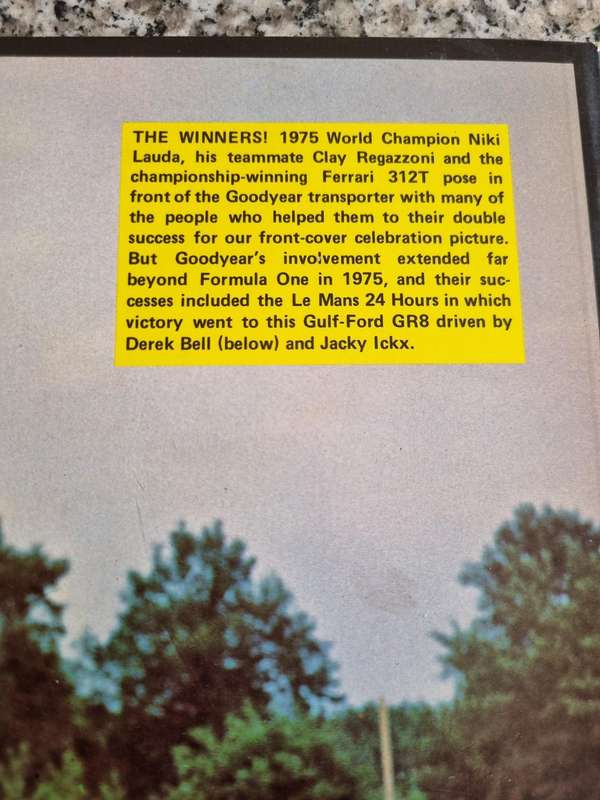 THE WINNERS! 1975 World Champion Niki
Lauda, his teammate Clay Regazzoni and the
championship-winning Ferrari 312T pose in
front of the Goodyear transporter with many of
the people who helped them to their double
success for our front-cover celebration picture.
But Goodyear's involvement extended far
beyond Formula One in 1975, and their suc-
cesses included the Le Mans 24 Hours in which
victory went to this Gulf-Ford GR8 driven by
Derek Bell (below) and Jacky Ickx.